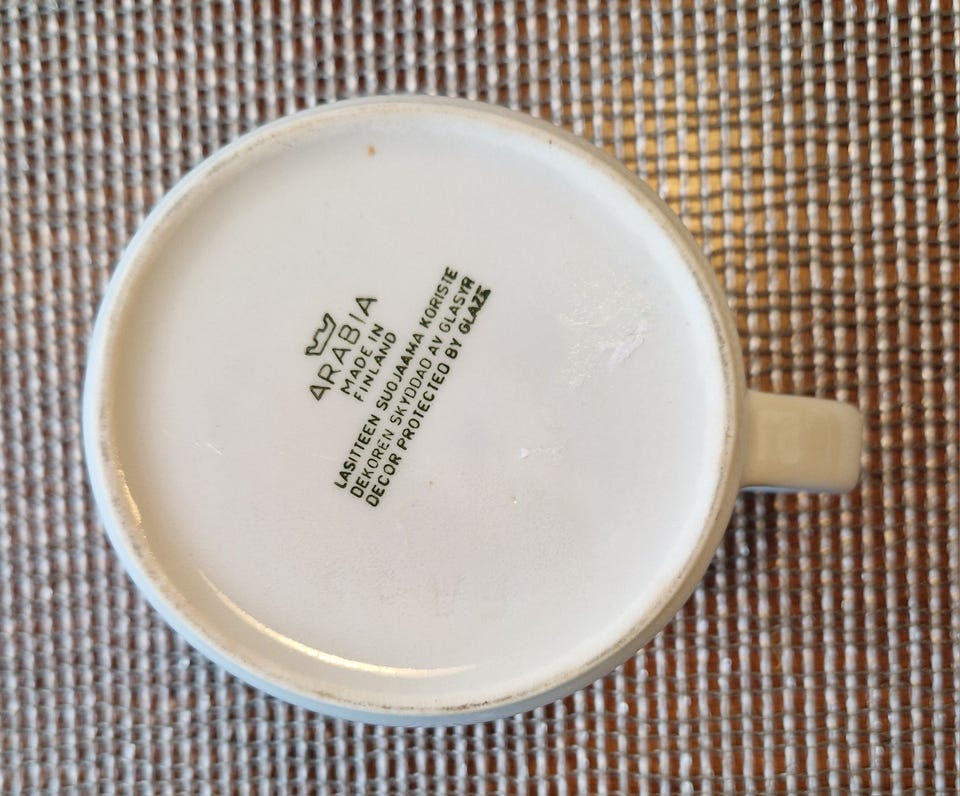 ARABIA
MADE IN
FINLAND
LASITTEEN SUOJAAMA KORISTE
DEKOREN SKYDDAD AV GLASYR
DECOR PROTECTED BY GLAZE